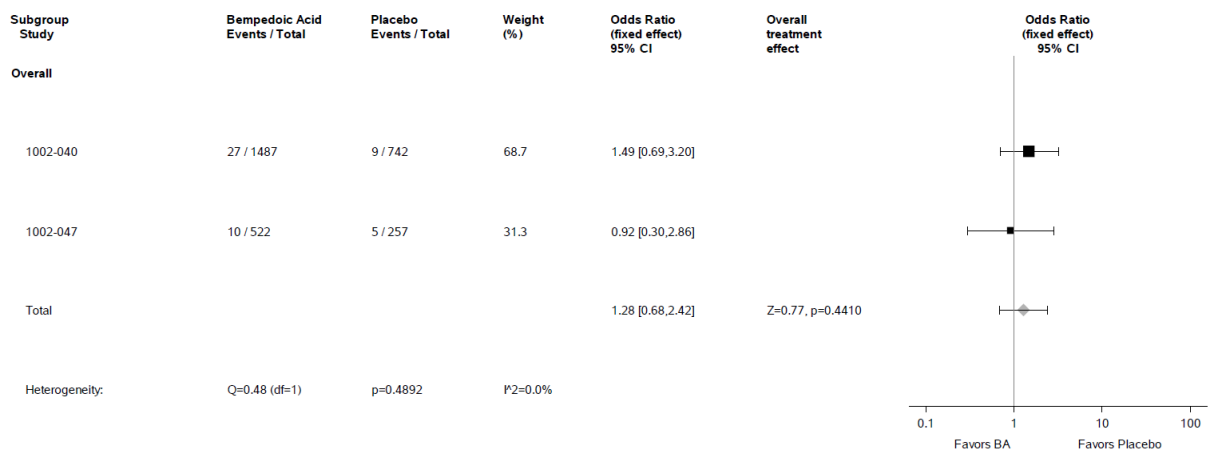 Subgroup Bempedoic Acid Placebo Weight Odds Ratio Overall Odds Ratio
Study Events / Total Events / Total (%) (fixed effect) treatment (fixed effect)
95% CI effect 95% CI
Overall
1002-040 27 / 1487 9 / 742 68.7 1.49 [0.69,3.20]
1002-047 10 / 522 5 / 257 31.3 0.92 [0.30,2.86]
Total 1.28 [0.68,2.42] Z=0.77, p=0.4410
Heterogeneity: Q=0.48 (df=1) p=0.4892 I^2=0.0%
0.1 1 10 100
Favors BA Favors Placebo